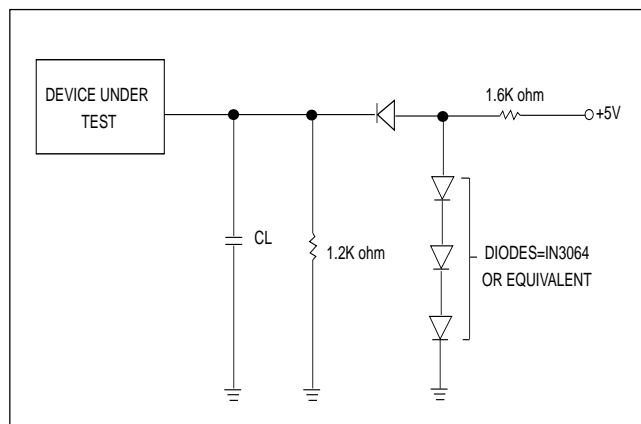 DEVICE UNDER
TEST
1.6K ohm
+5V
CL
1.2K ohm
DIODES=IN3064
OR EQUIVALENT